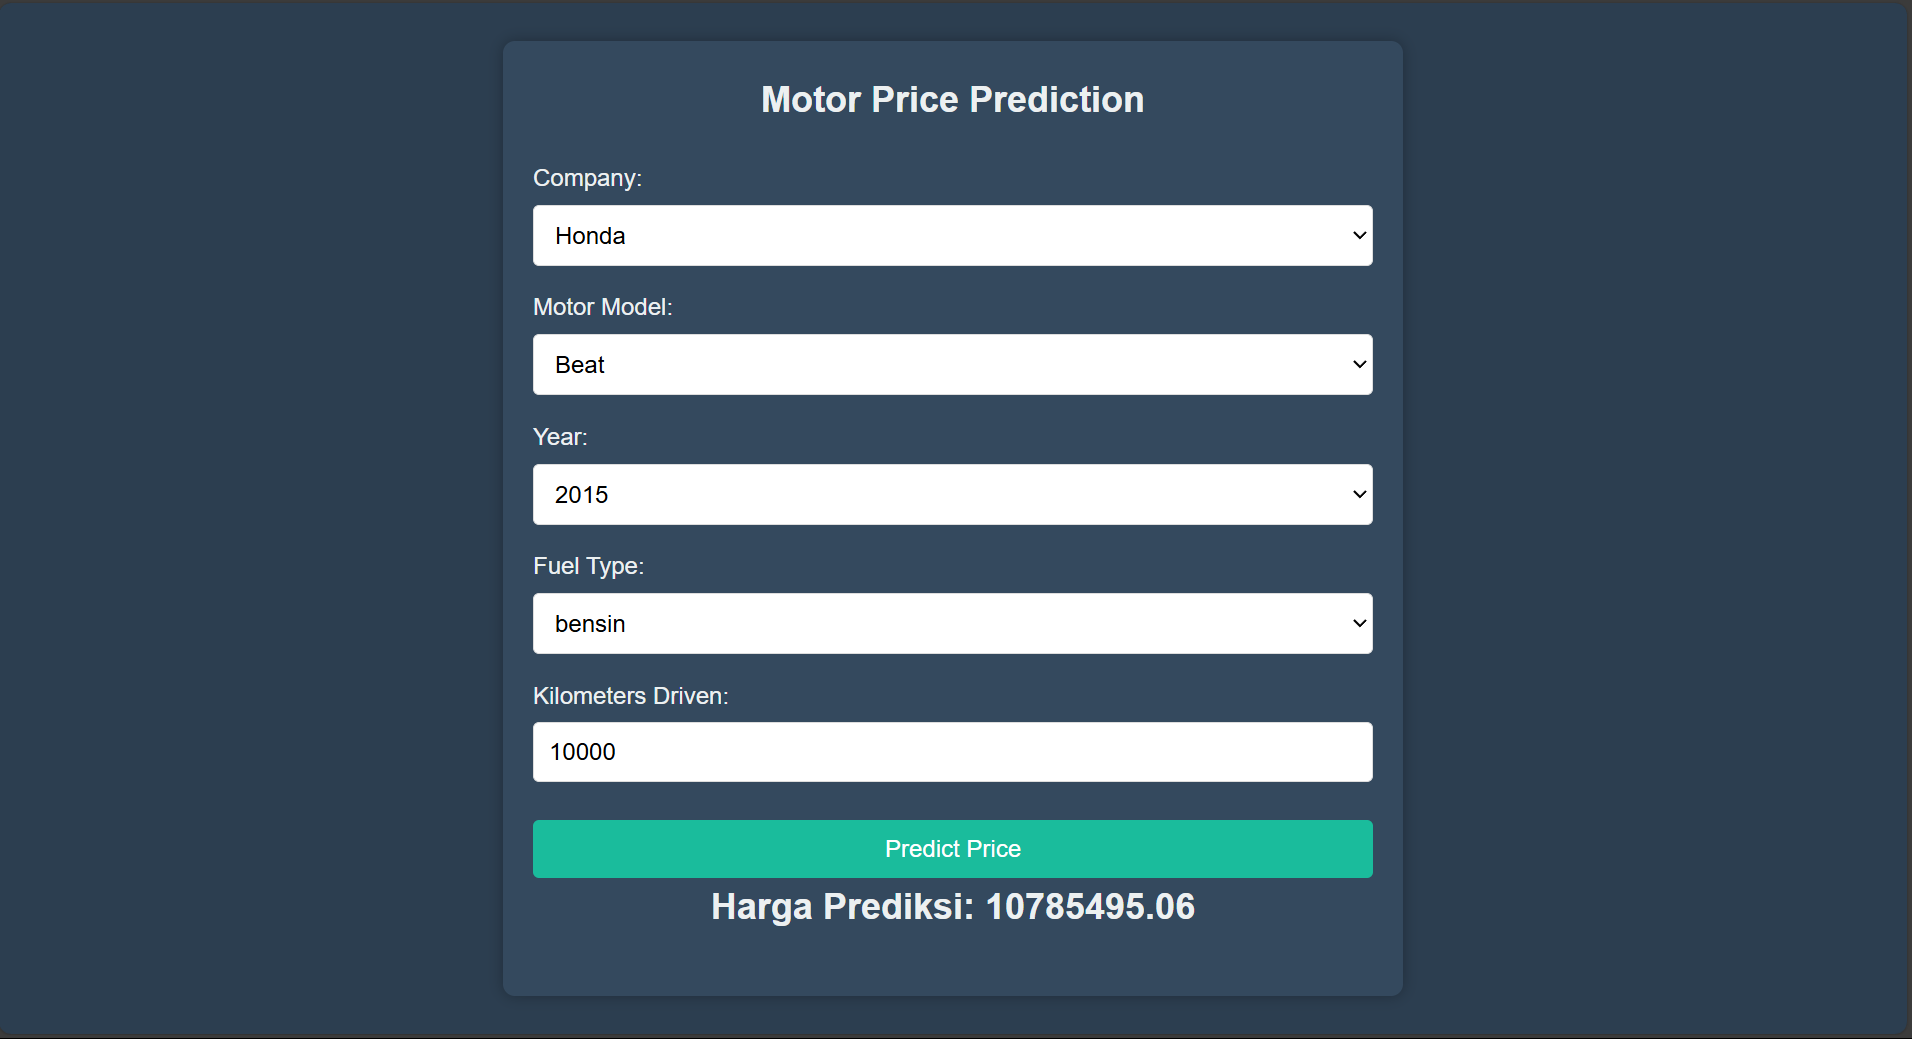 Motor Price Prediction
Company:
Honda
Motor Model:
Beat
Year:
2015
Fuel Type:
bensin
Kilometers Driven:
10000
Predict Price
Harga Prediksi: 10785495.06